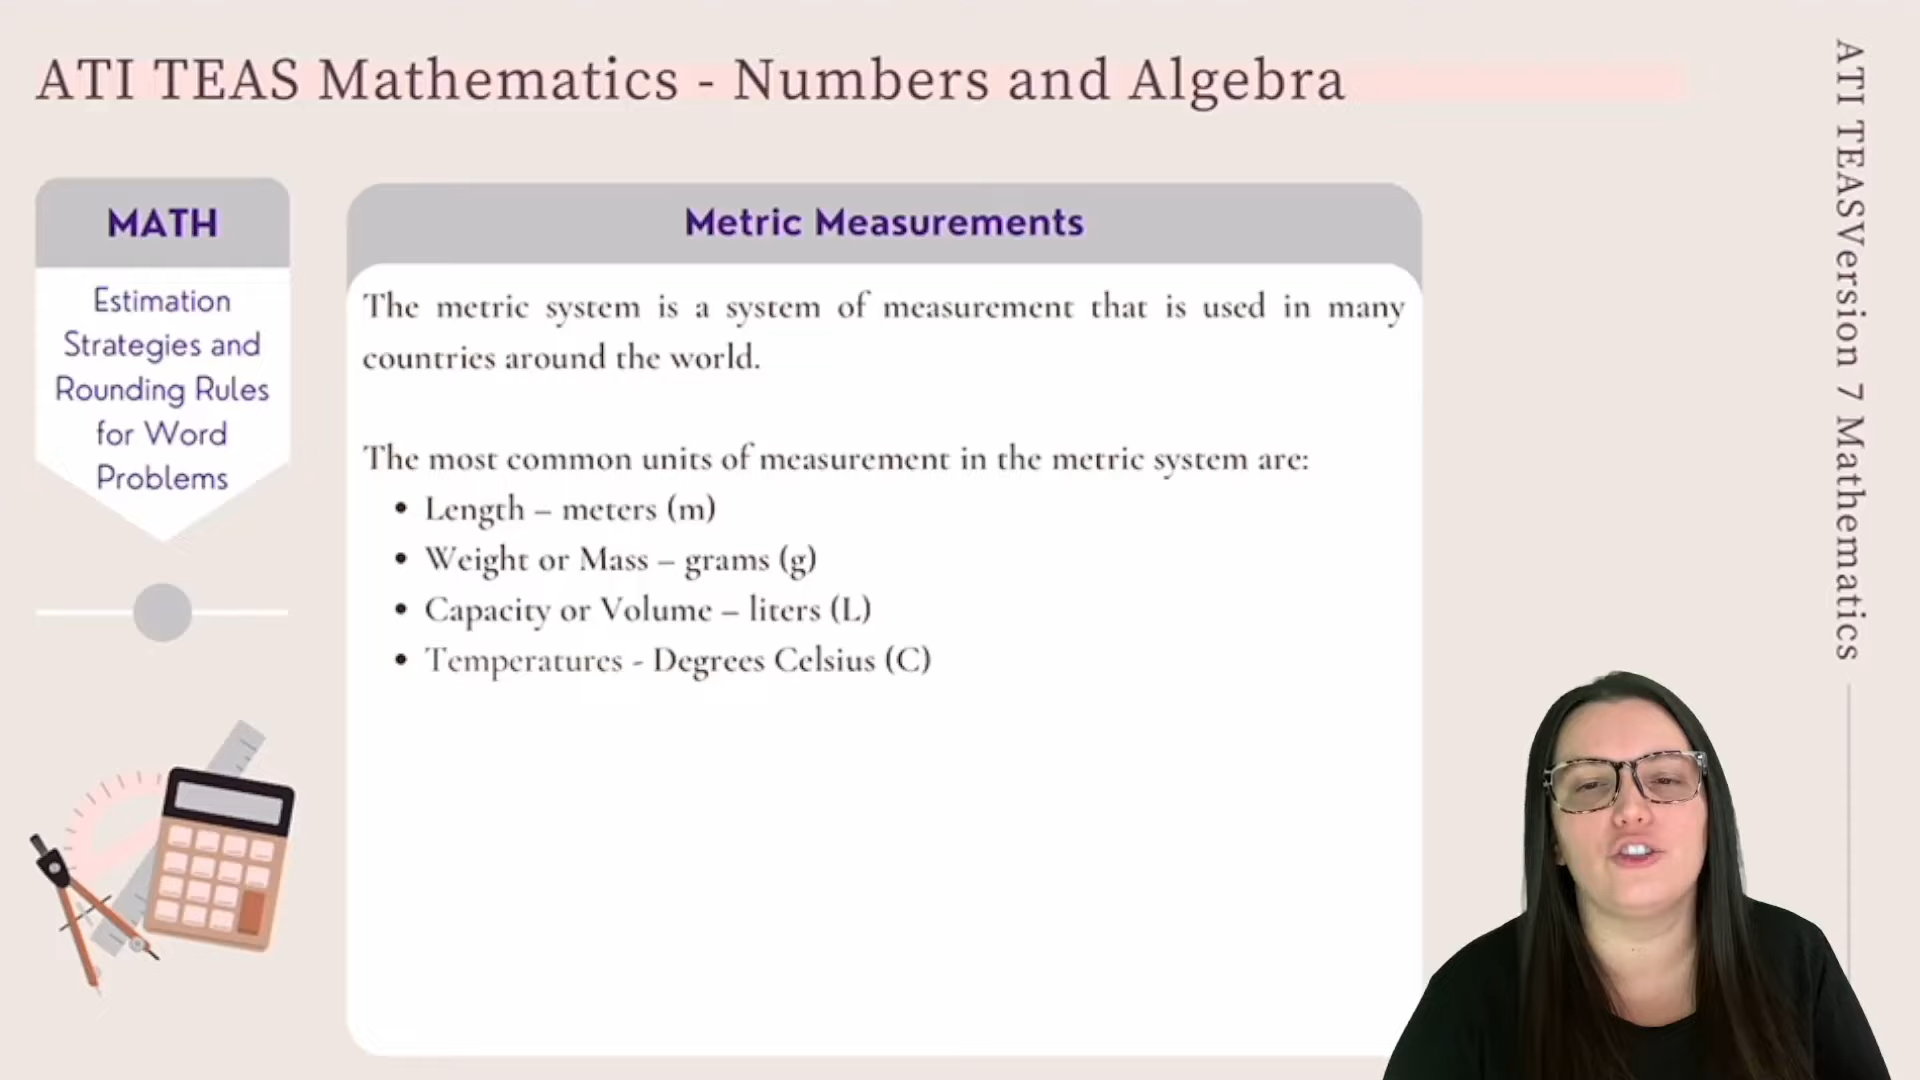 ATI TEAS Mathematics - Numbers and Algebra
MATH
Estimation
Strategies and
Rounding Rules
for Word
Problems
Metric Measurements
The metric system is a system of measurement that is used in many
countries around the world.
The most common units of measurement in the metric system are:
• Length – meters (m)
• Weight or Mass – grams (g)
• Capacity or Volume – liters (L)
• Temperatures - Degrees Celsius (C)
ATI TEASVersion 7 Mathematics